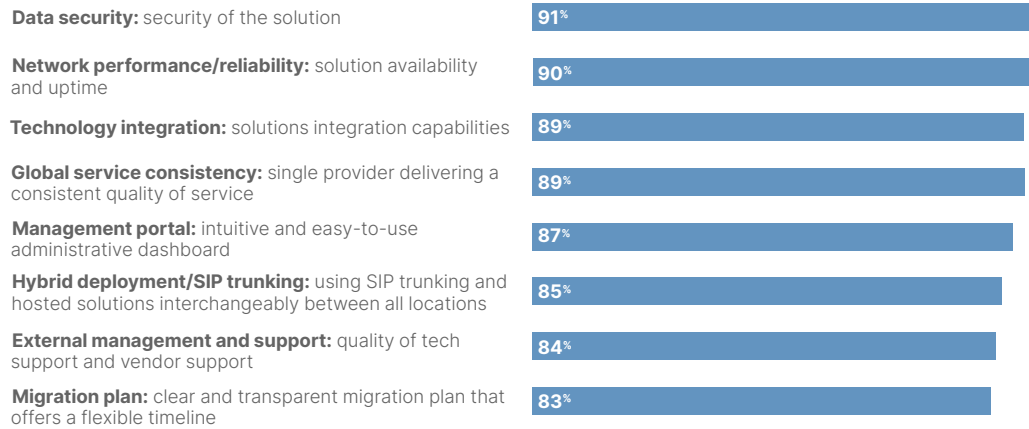 Data security: security of the solution 91%
Network performance/reliability: solution availability
and uptime 90%
Technology integration: solutions integration capabilities 89%
Global service consistency: single provider delivering a
consistent quality of service 89%
Management portal: intuitive and easy-to-use
administrative dashboard 87%
Hybrid deployment/SIP trunking: using SIP trunking and
hosted solutions interchangeably between all locations 85%
External management and support: quality of tech
support and vendor support 84%
Migration plan: clear and transparent migration plan that
offers a flexible timeline 83%